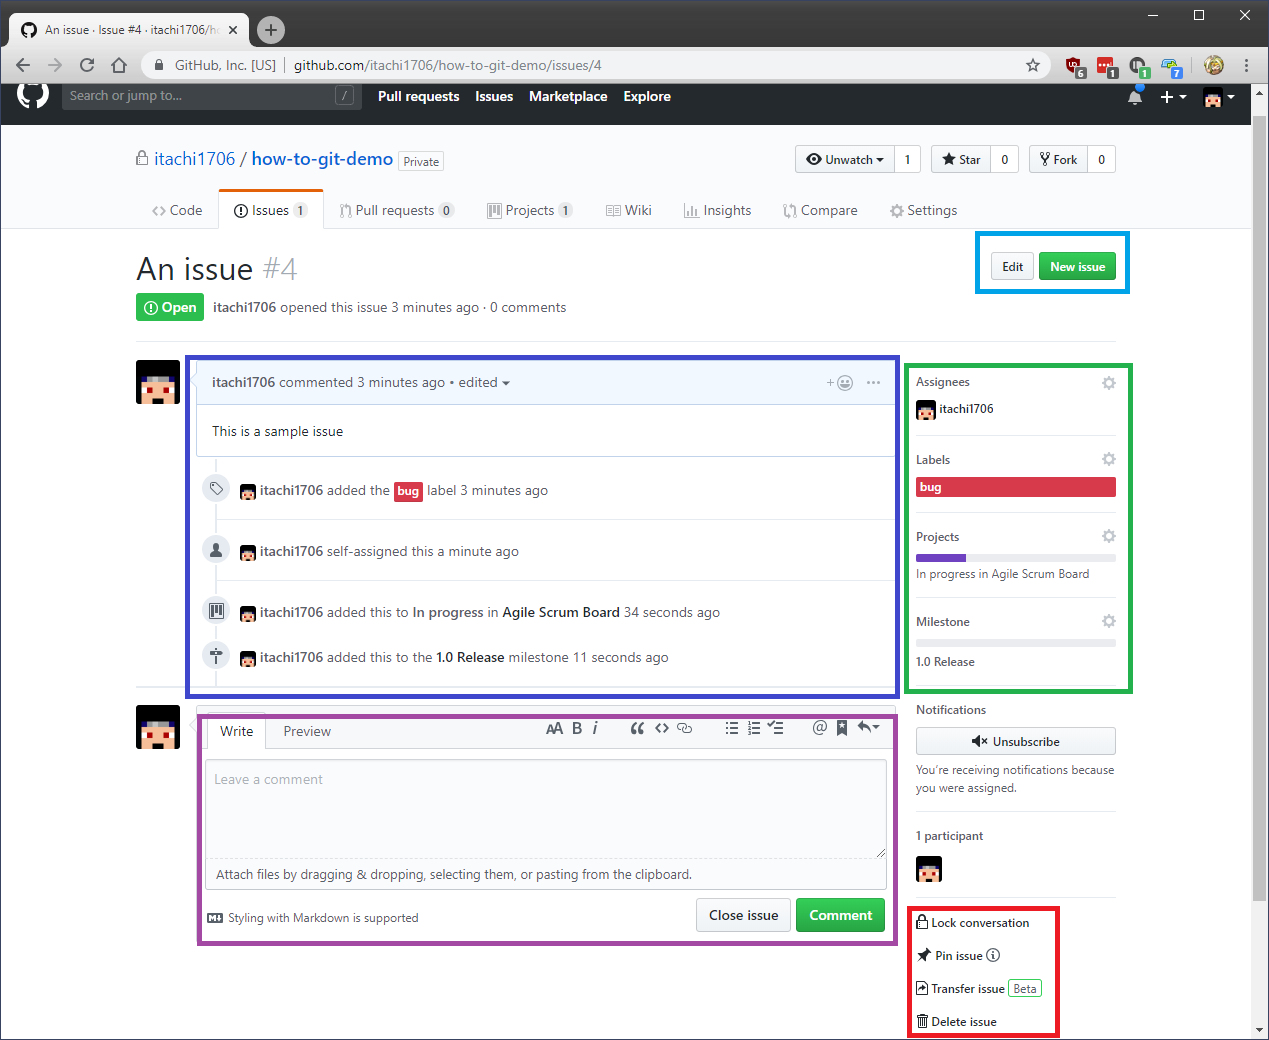 An issue · Issue #4 · itachi1706/h
GitHub, Inc. [US] github.com/itachi1706/how-to-git-demo/issues/4
6 1 1 7
Search or jump to... / Pull requests Issues Marketplace Explore
itachi1706 / how-to-git-demo Private Unwatch 1 Star 0 Fork 0
Code Issues 1 Pull requests 0 Projects 1 Wiki Insights Compare Settings
An issue #4 Edit New issue
Open itachi1706 opened this issue 3 minutes ago · 0 comments
itachi1706 commented 3 minutes ago • edited
This is a sample issue
itachi1706 added the bug label 3 minutes ago
itachi1706 self-assigned this a minute ago
itachi1706 added this to In progress in Agile Scrum Board 34 seconds ago
itachi1706 added this to the 1.0 Release milestone 11 seconds ago
Assignees
itachi1706
Labels
bug
Projects
In progress in Agile Scrum Board
Milestone
1.0 Release
Write Preview AA B i @
Leave a comment
Attach files by dragging & dropping, selecting them, or pasting from the clipboard.
Styling with Markdown is supported Close issue Comment
Notifications
Unsubscribe
You're receiving notifications because
you were assigned.
1 participant
Lock conversation
Pin issue
Transfer issue Beta
Delete issue